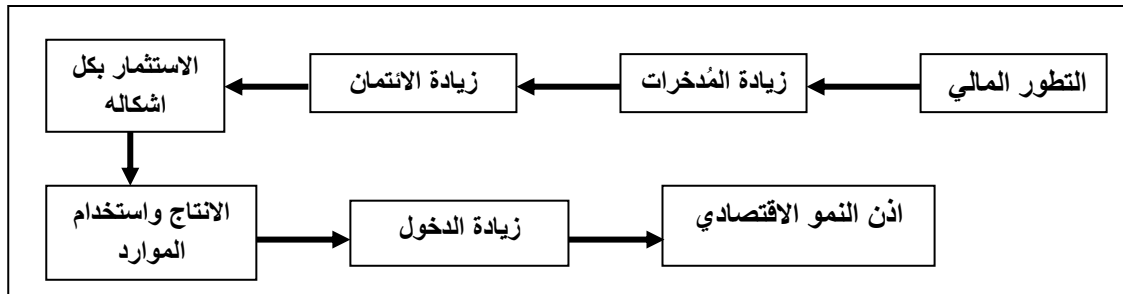 التطور المالي
زيادة المُدخرات
زيادة الائتمان
الاستثمار بكل
اشكاله
الانتاج واستخدام
الموارد
زيادة الدخول
اذن النمو الاقتصادي